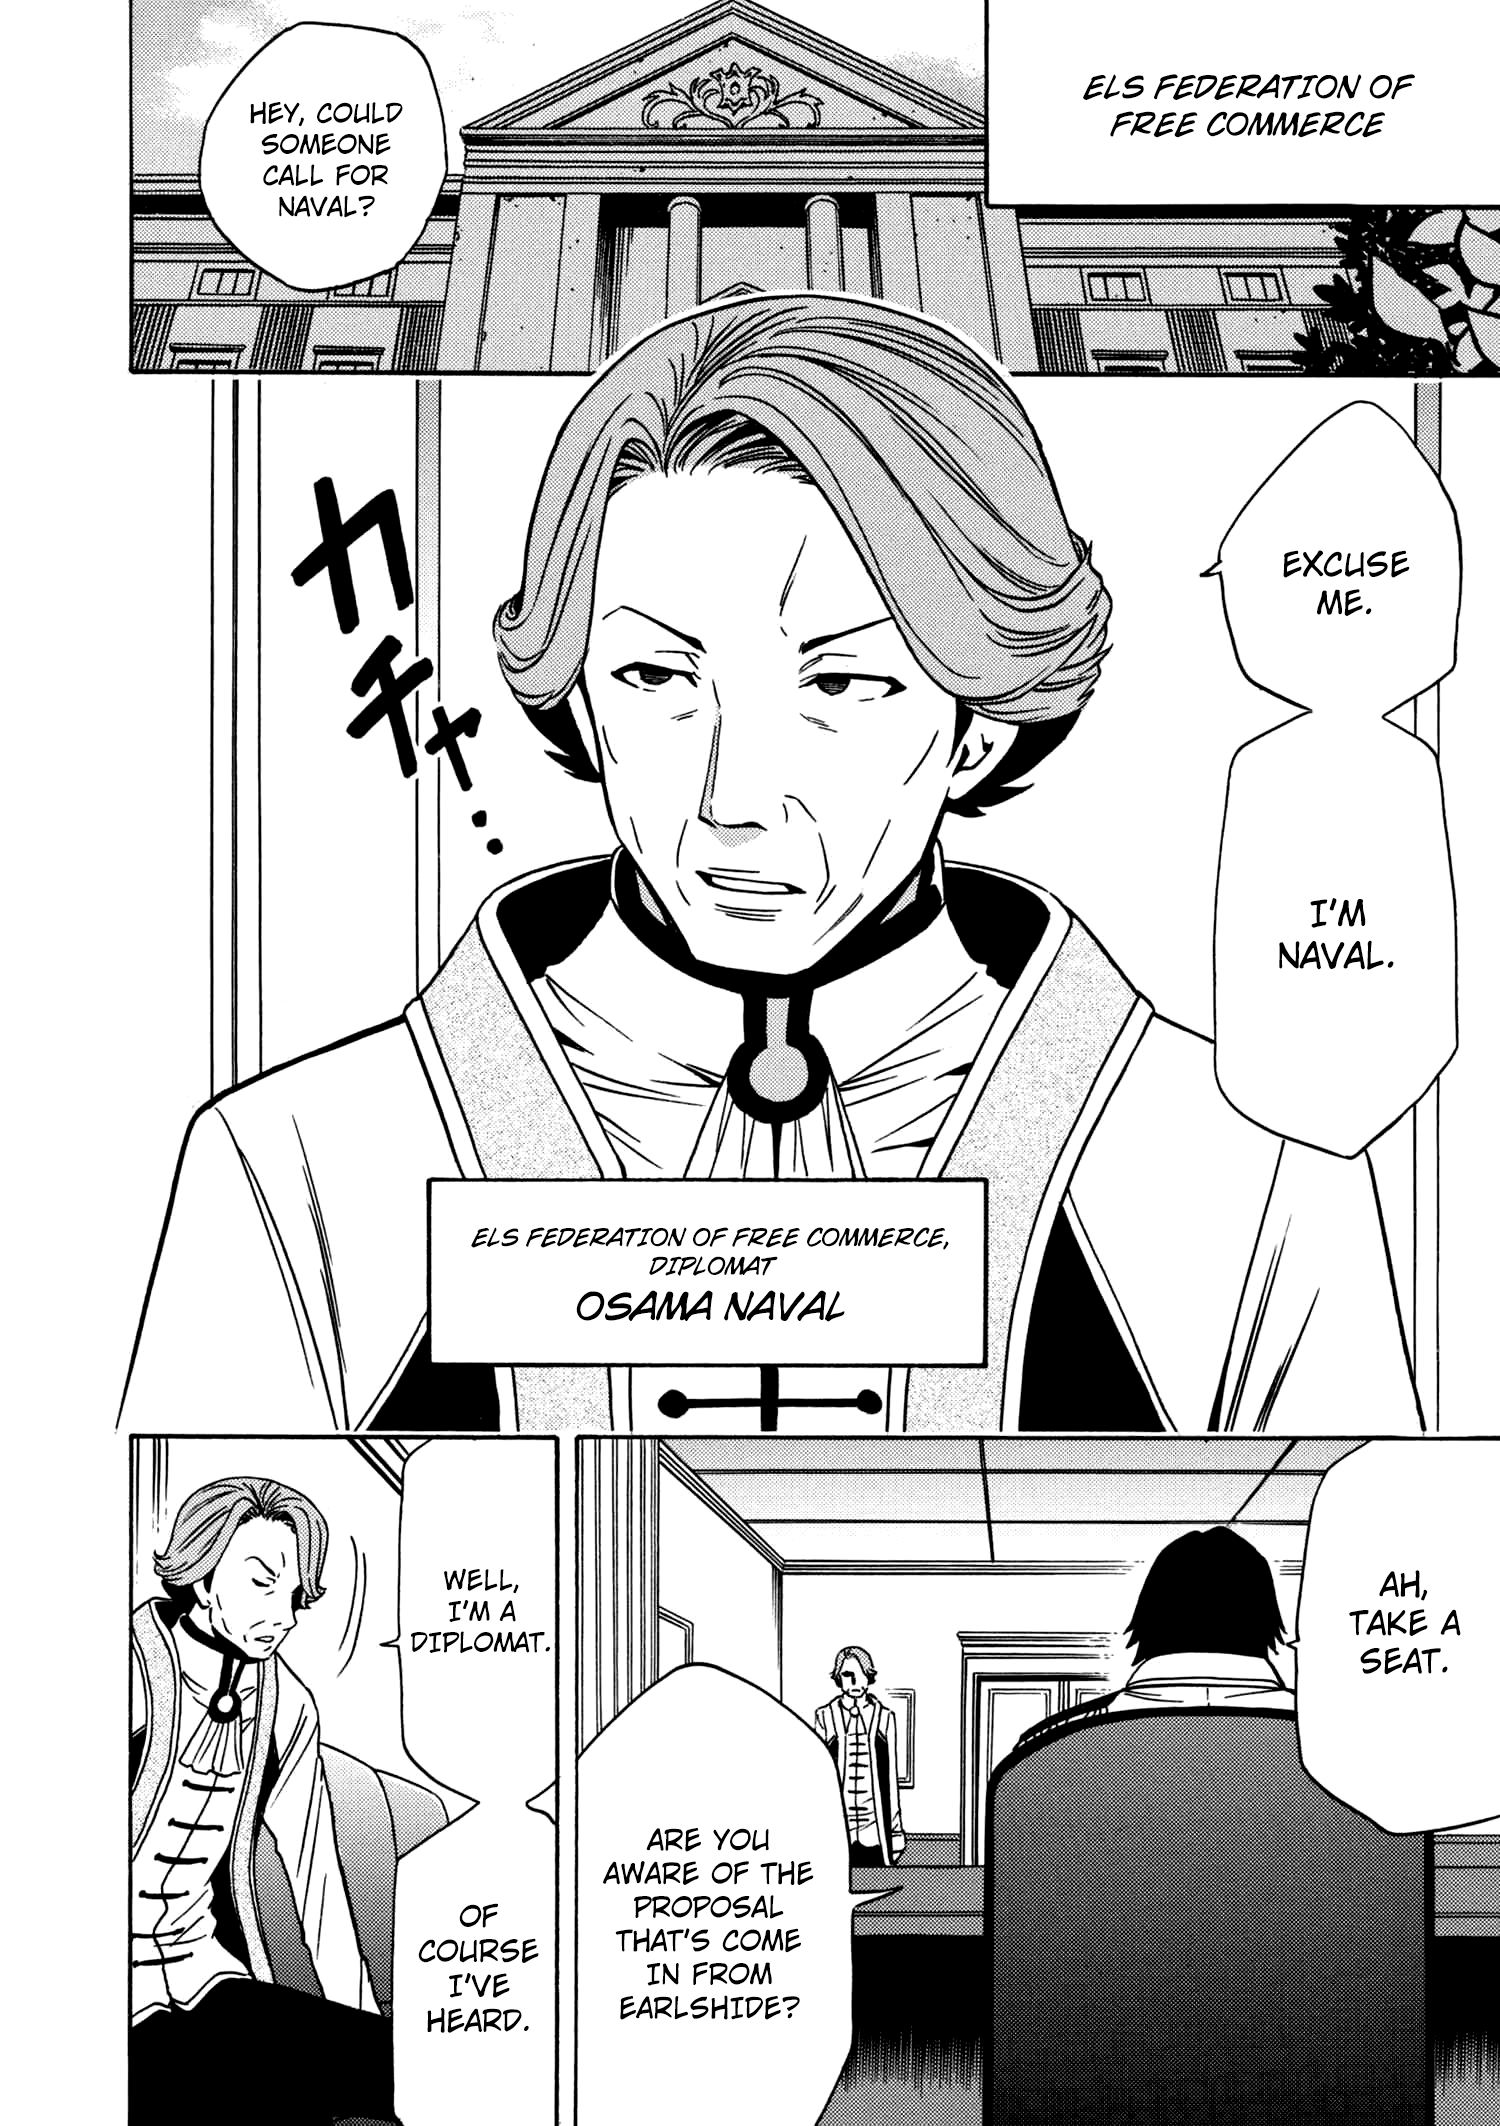 ELS FEDERATION OF
FREE COMMERCE
HEY, COULD
SOMEONE
CALL FOR
NAVAL?
EXCUSE
ME.
I'M
NAVAL.
ガチャ‥
ELS FEDERATION OF FREE COMMERCE,
DIPLOMAT
OSAMA NAVAL
AH,
TAKE A
SEAT.
ARE YOU
AWARE OF THE
PROPOSAL
THAT'S COME
IN FROM
EARLSHIDE?
WELL,
I'M A
DIPLOMAT.
OF
COURSE
I'VE
HEARD.